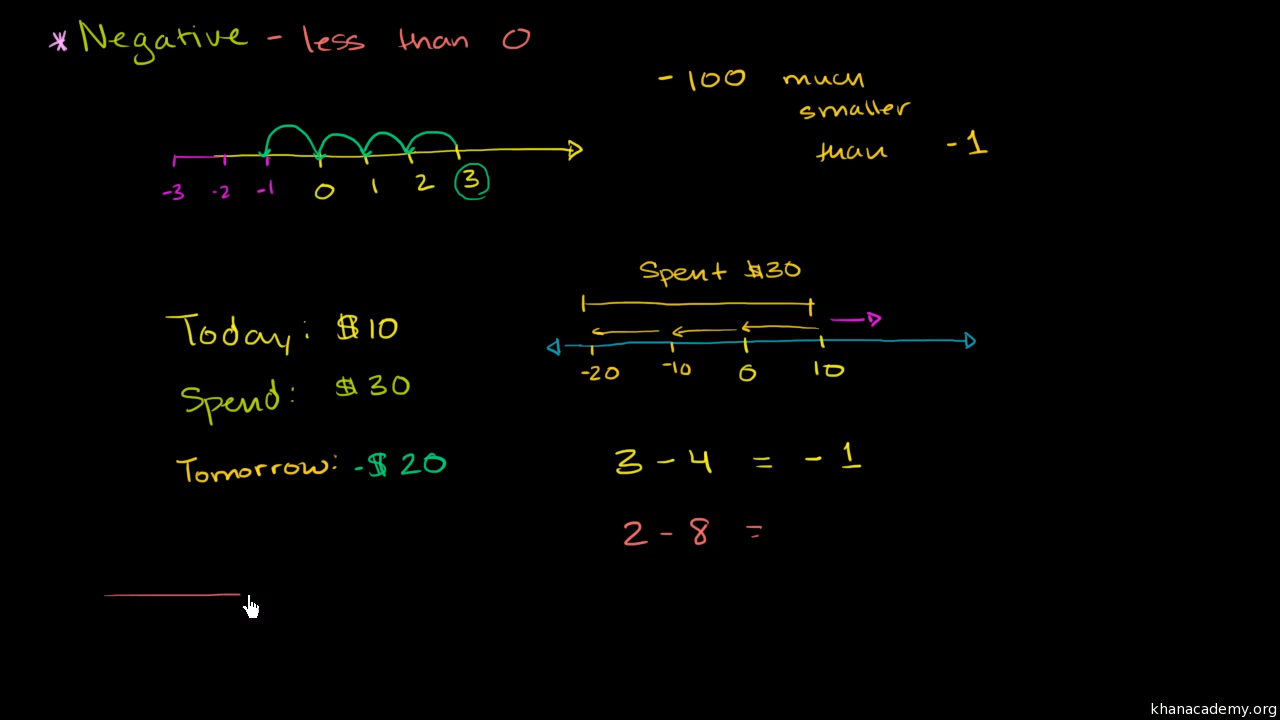 * Negative - less than 0
- 100 much
smaller
than -1
-3 -2 -1 0 1 2 3
Spent $30
Today: $10
-20 -10 0 10
Spend: $30
Tomorrow: -$20
3 - 4 = - 1
2 - 8 =
khanacademy.org